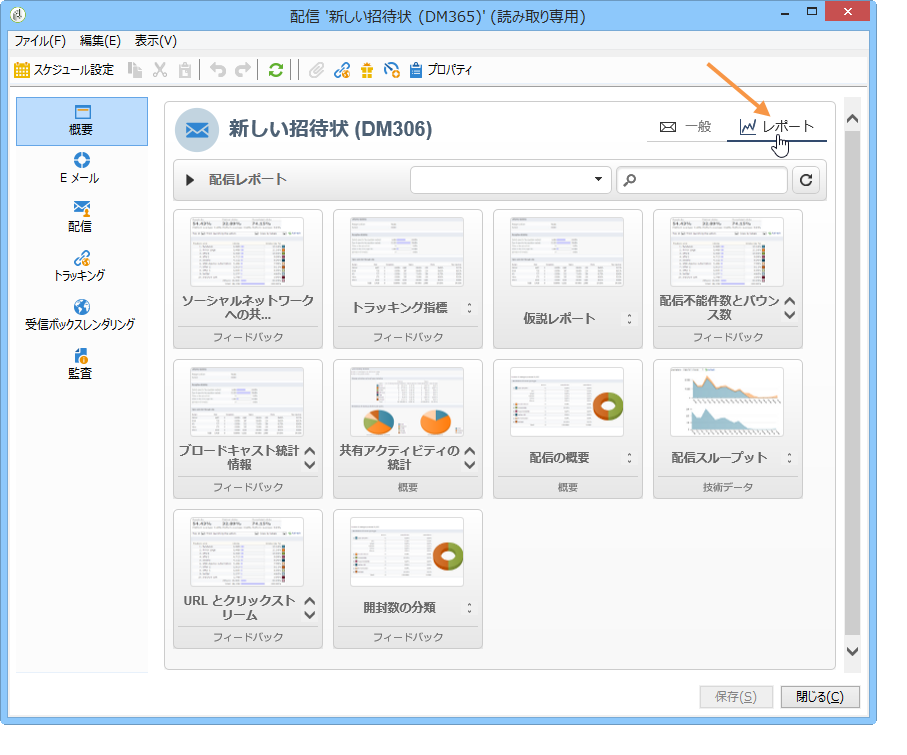 配信 '新しい招待状 (DM365)' (読み取り専用)
ファイル(F) 編集(E) 表示(V)
スケジュール設定 プロパティ
概要
E メール
配信
トラッキング
受信ボックスレンダリング
監査
新しい招待状 (DM306)
一般 レポート
配信レポート
ソーシャルネットワーク
への共...
フィードバック
トラッキング指標
フィードバック
仮説レポート
配信不能件数とバウン
ス数
フィードバック
ブロードキャスト統計
情報
フィードバック
共有アクティビティの
統計
概要
配信の概要
概要
配信スループット
技術データ
URL とクリックスト
リーム
フィードバック
開封数の分類
フィードバック
保存(S) 閉じる(C)